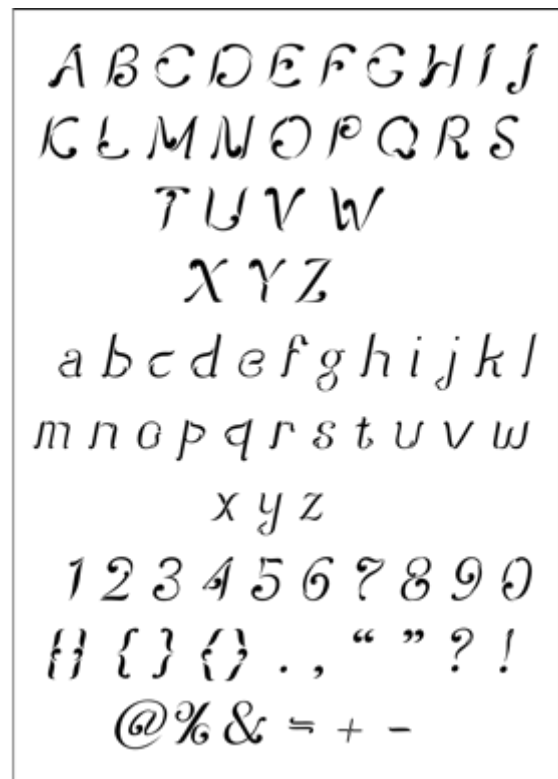 A B C D E F G H I J
K L M N O P Q R S
T U V W
X Y Z
a b c d e f g h i j k l
m n o p q r s t u v w
x y z
1 2 3 4 5 6 7 8 9 0
[ ] { } ( ) . , “ ” ? !
@ % & = + -